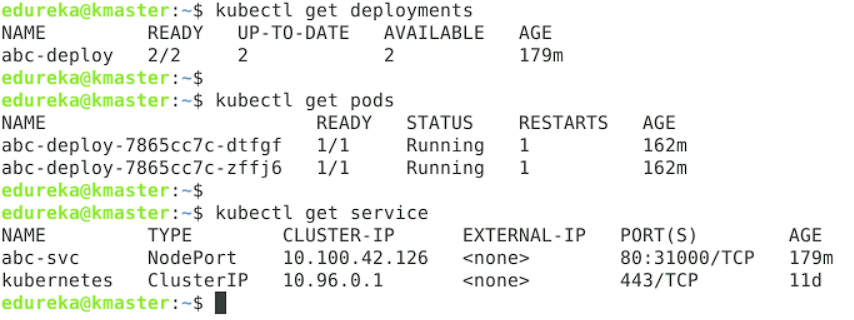 edureka@kmaster:~$ kubectl get deployments
NAME         READY   UP-TO-DATE   AVAILABLE   AGE
abc-deploy   2/2     2            2           179m
edureka@kmaster:~$
edureka@kmaster:~$ kubectl get pods
NAME                        READY   STATUS    RESTARTS   AGE
abc-deploy-7865cc7c-dtfgf   1/1     Running   1          162m
abc-deploy-7865cc7c-zffj6   1/1     Running   1          162m
edureka@kmaster:~$
edureka@kmaster:~$ kubectl get service
NAME         TYPE        CLUSTER-IP      EXTERNAL-IP   PORT(S)        AGE
abc-svc      NodePort    10.100.42.126   <none>        80:31000/TCP   179m
kubernetes   ClusterIP   10.96.0.1       <none>        443/TCP        11d
edureka@kmaster:~$